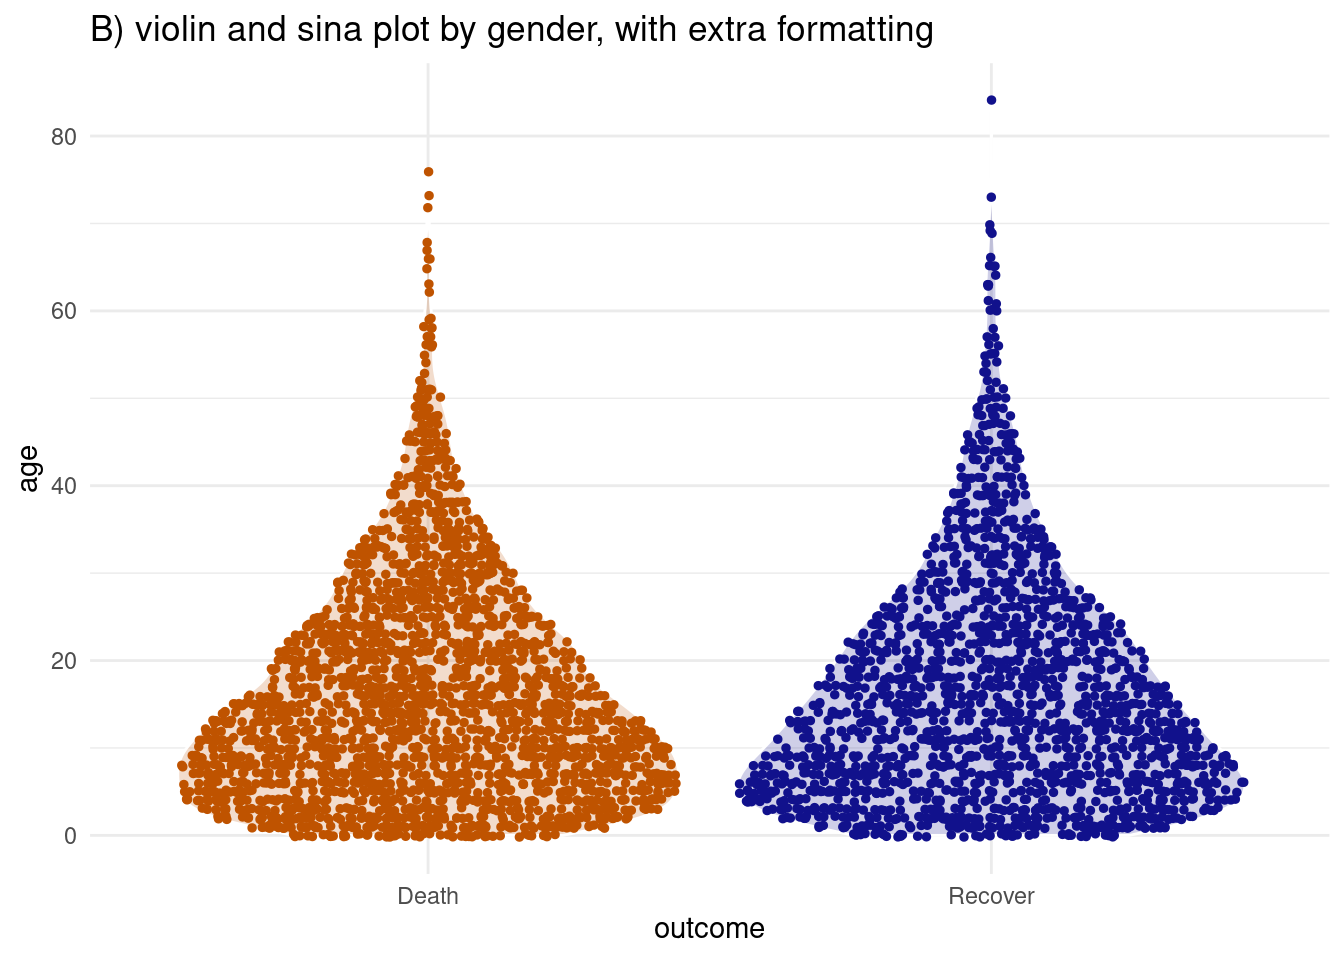 B) violin and sina plot by gender, with extra formatting
80
60
40
20
0
age
Death
Recover
outcome